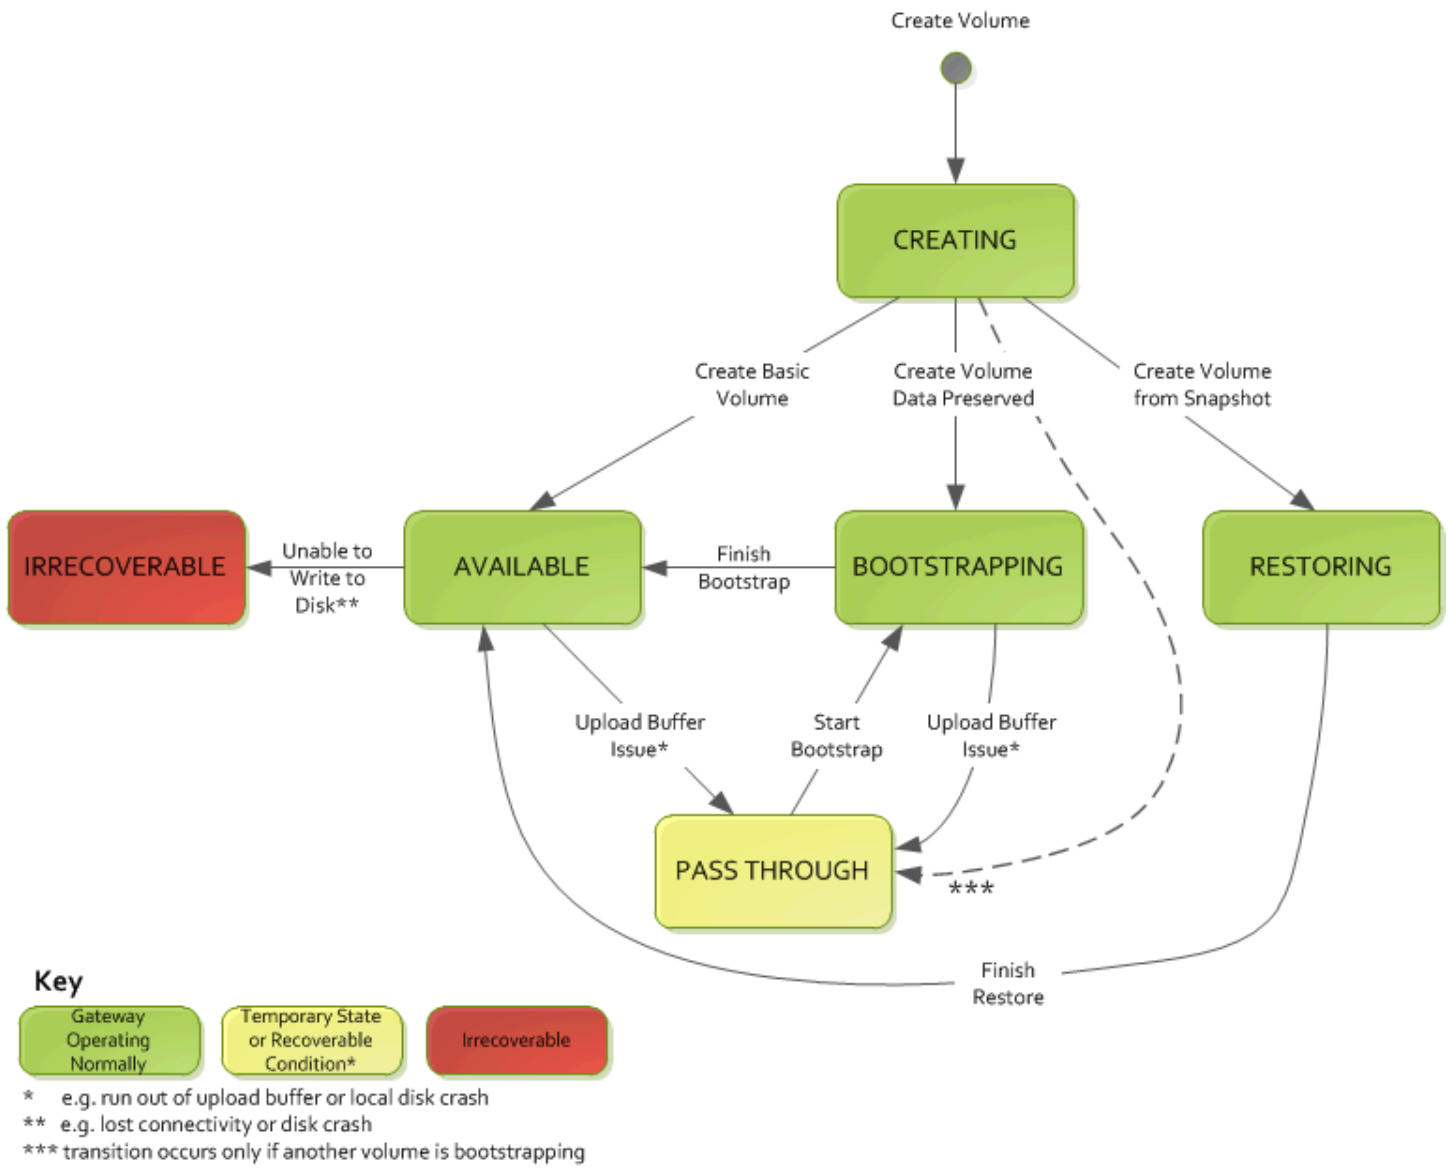 Create Volume
CREATING
Create Basic
Volume
Create Volume
Data Preserved
Create Volume
from Snapshot
IRRECOVERABLE
Unable to
Write to
Disk**
AVAILABLE
Finish
Bootstrap
BOOTSTRAPPING
RESTORING
Upload Buffer
Issue*
Start
Bootstrap
Upload Buffer
Issue*
PASS THROUGH
***
Finish
Restore
Key
Gateway
Operating
Normally
Temporary State
or Recoverable
Condition*
Irrecoverable
* e.g. run out of upload buffer or local disk crash
** e.g. lost connectivity or disk crash
*** transition occurs only if another volume is bootstrapping